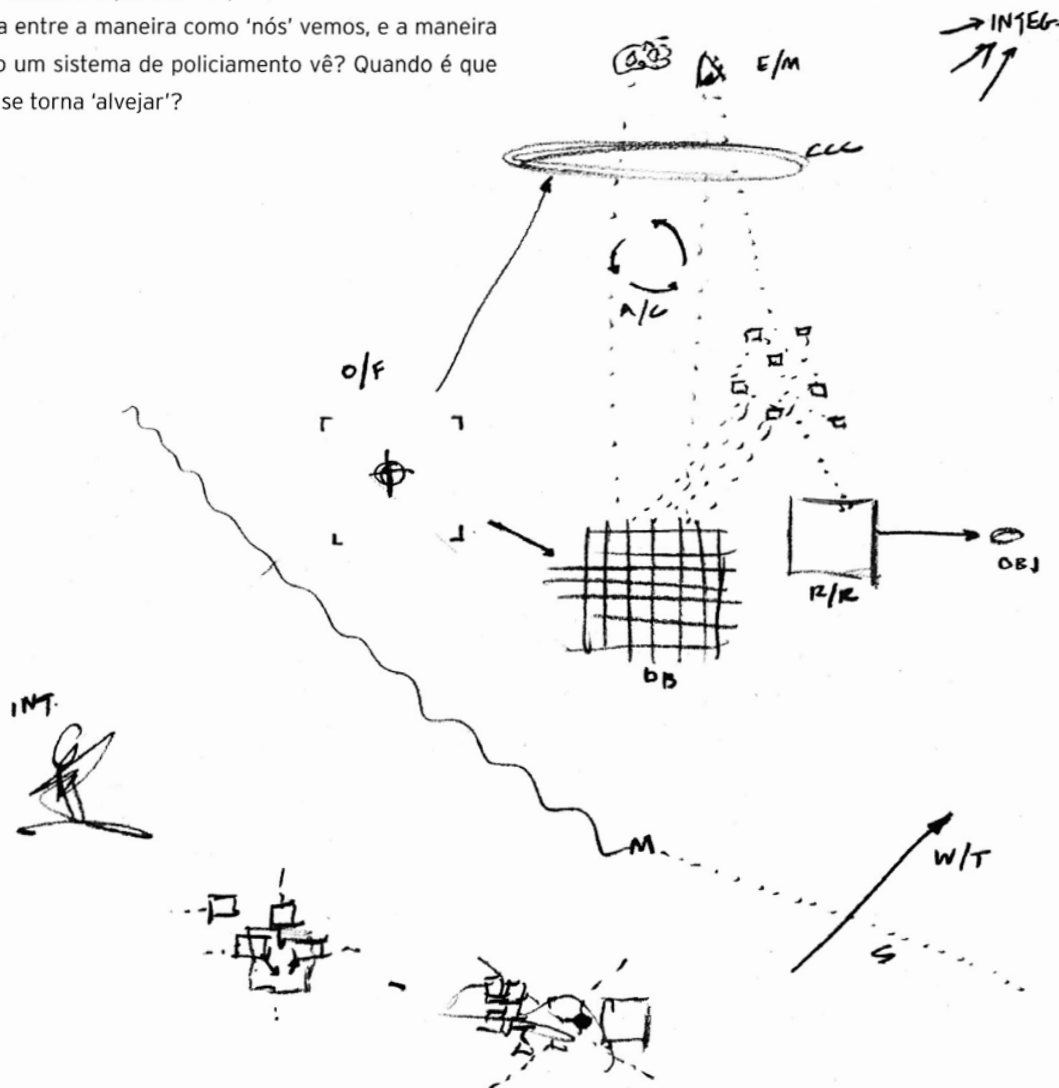 a entre a maneira como 'nós' vemos, e a maneira
o um sistema de policiamento vê? Quando é que
se torna 'alvejar'?
E/M
→ INTEG.
A/C
O/F
OBJ
R/R
DB
INT.
M
W/T
S